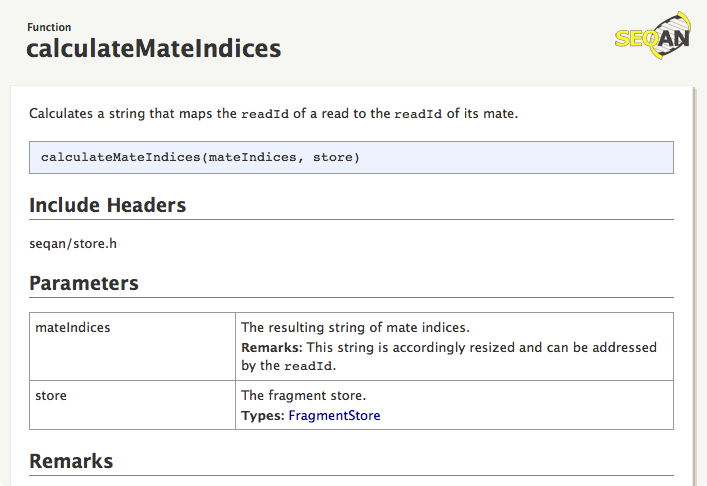 Function
calculateMateIndices
SEQAN
Calculates a string that maps the readId of a read to the readId of its mate.
calculateMateIndices(mateIndices, store)
Include Headers
seqan/store.h
Parameters
mateIndices
The resulting string of mate indices.
Remarks: This string is accordingly resized and can be addressed
by the readId.
store
The fragment store.
Types: FragmentStore
Remarks